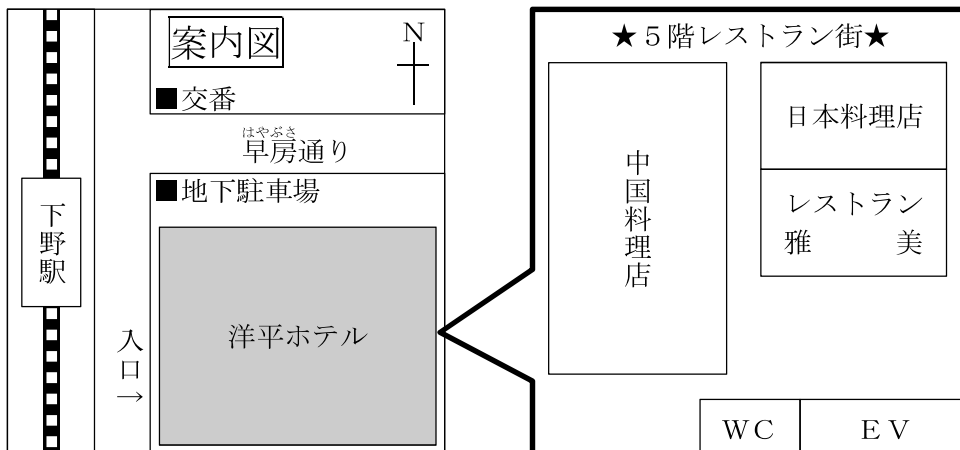 案内図
N
■交番
はやぶさ
早房通り
■地下駐車場
下野駅
洋平ホテル
入口→
★５階レストラン街★
中国料理店
日本料理店
レストラン
雅美
ＷＣ
ＥＶ